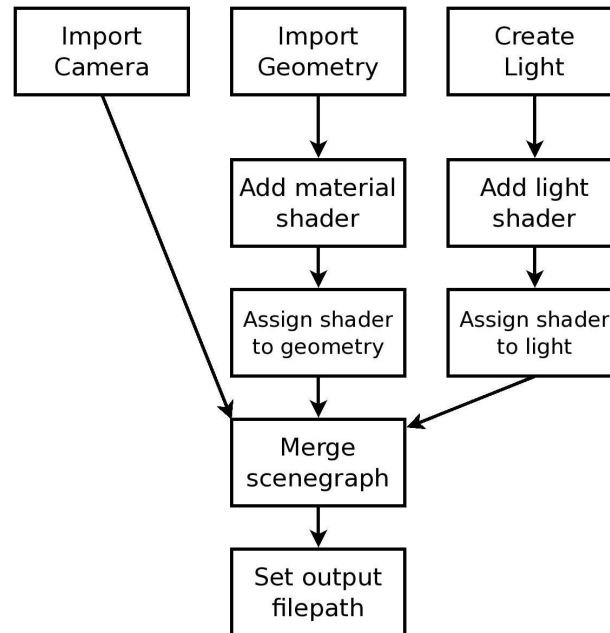 Import
Camera
Import
Geometry
Create
Light
Add material
shader
Add light
shader
Assign shader
to geometry
Assign shader
to light
Merge
scenegraph
Set output
filepath